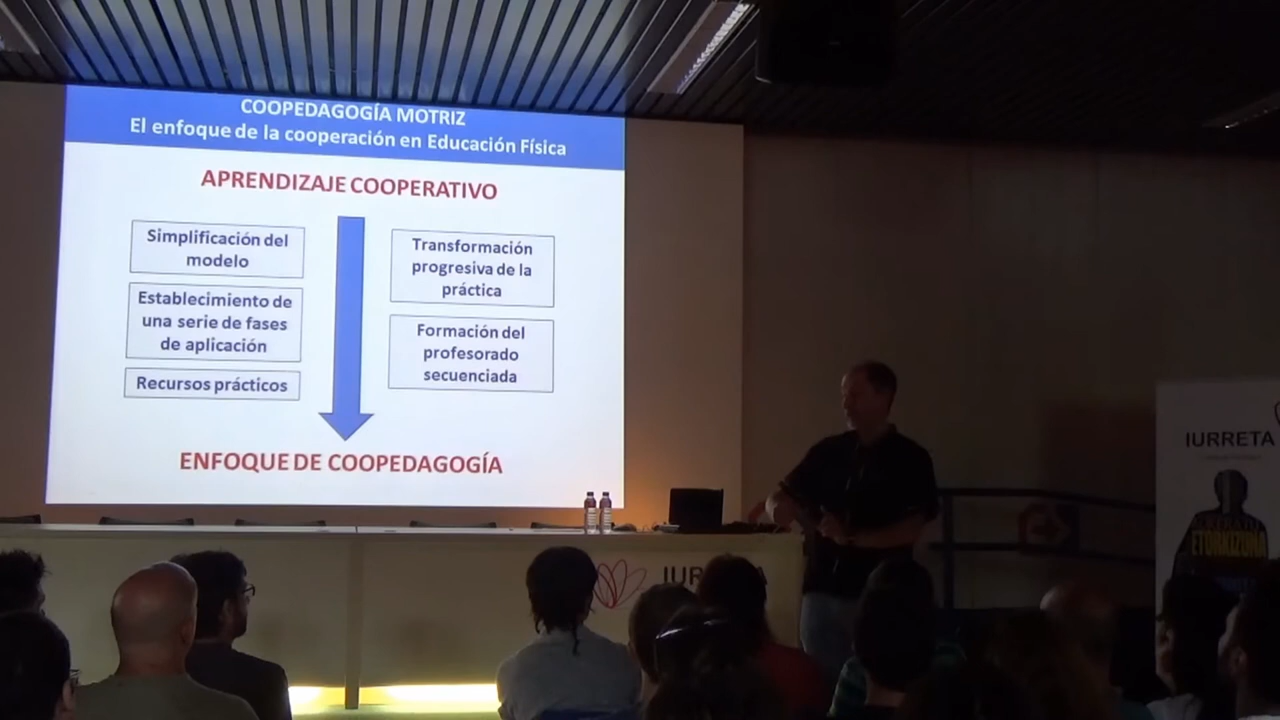 COOPEDAGOGÍA MOTRIZ
El enfoque de la cooperación en Educación Física
APRENDIZAJE COOPERATIVO
Simplificación del
modelo
Establecimiento de
una serie de fases
de aplicación
Recursos prácticos
Transformación
progresiva de la
práctica
Formación del
profesorado
secuenciada
ENFOQUE DE COOPEDAGOGÍA
IURRETA
ETORKIZUNA